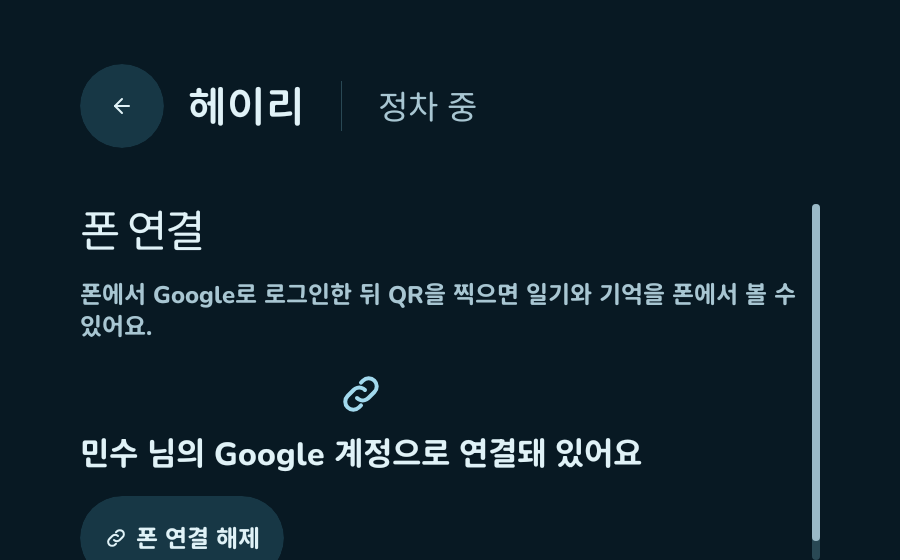 헤이리
정차 중
폰 연결
폰에서 Google로 로그인한 뒤 QR을 찍으면 일기와 기억을 폰에서 볼 수
있어요.
민수 님의 Google 계정으로 연결돼 있어요
폰 연결 해제